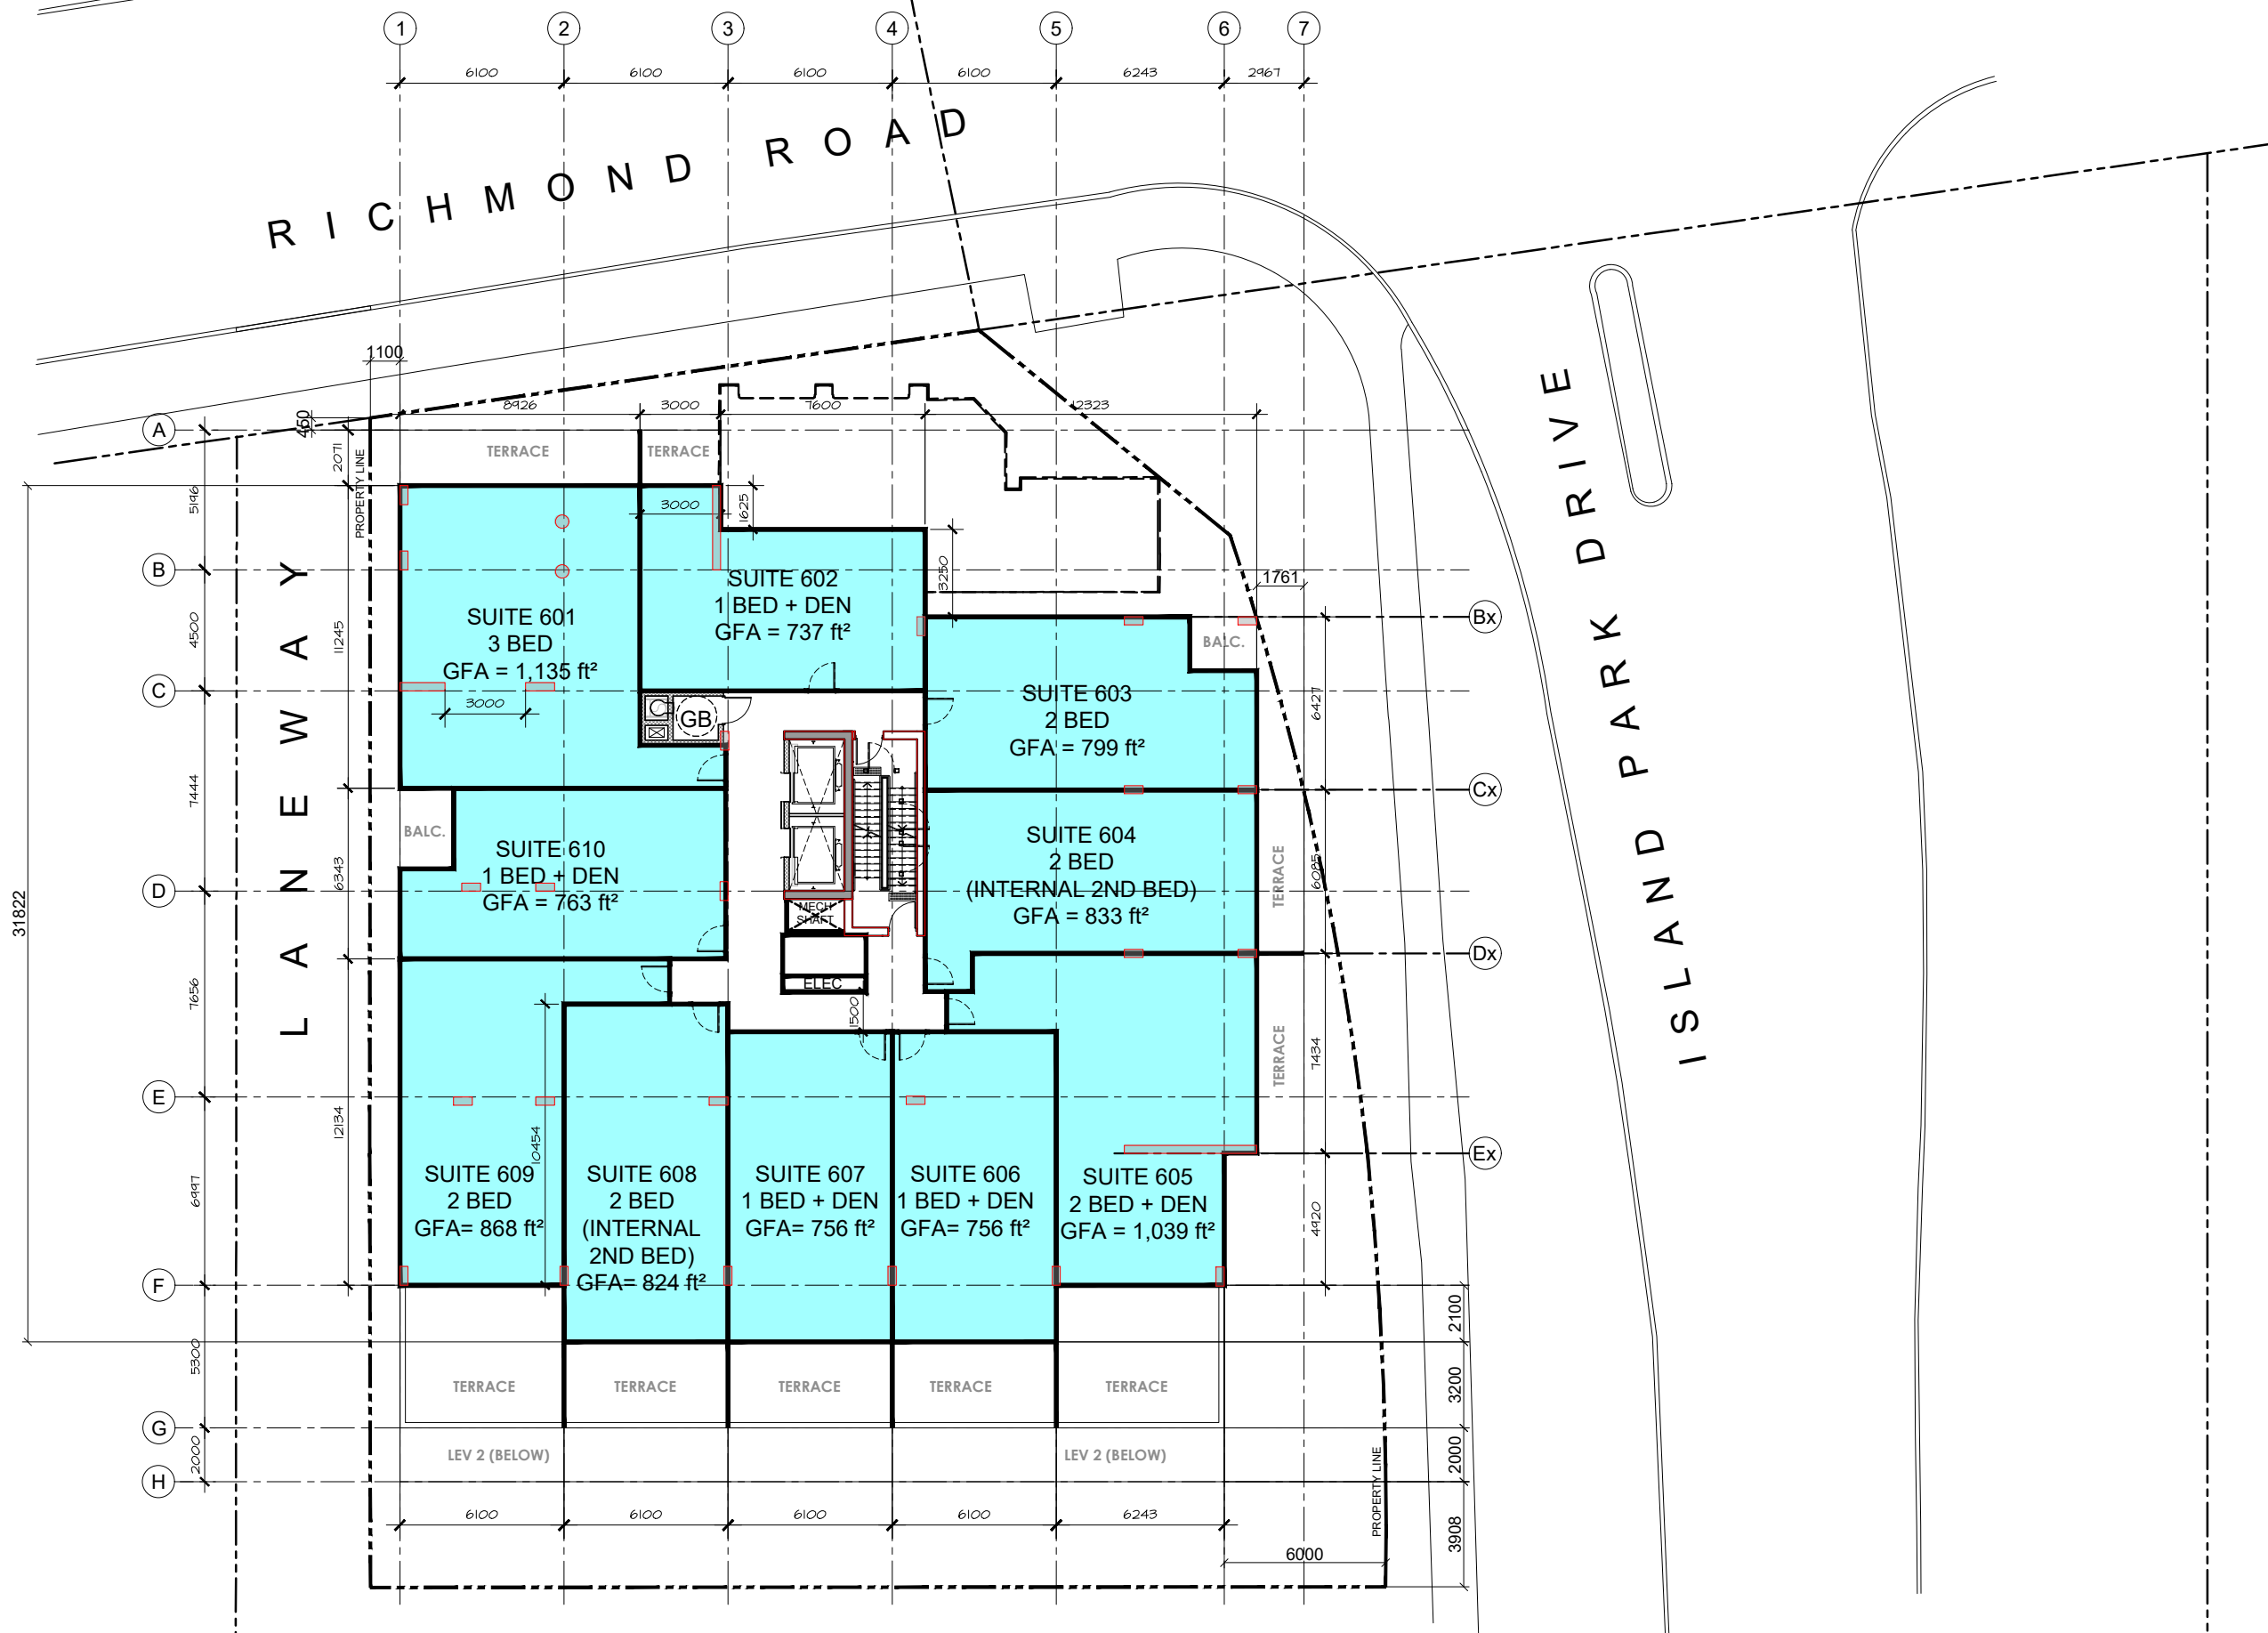 1
2
3
4
5
6
7
6100
6100
6100
6100
6243
2967
RICHMOND ROAD
1100
450
8926
3000
7600
12323
A
B
C
D
E
F
G
H
5196
4500
7444
7656
6997
5300
2000
31822
2071
11245
6343
12134
PROPERTY LINE
LANEWAY
TERRACE
TERRACE
3000
1625
3250
1761
SUITE 601
3 BED
GFA = 1,135 ft²
3000
SUITE 602
1 BED + DEN
GFA = 737 ft²
GB
BALC.
SUITE 603
2 BED
GFA = 799 ft²
SUITE 604
2 BED
(INTERNAL 2ND BED)
GFA = 833 ft²
TERRACE
TERRACE
BALC.
SUITE 610
1 BED + DEN
GFA = 763 ft²
MECH
SHAFT
ELEC
1500
10454
SUITE 609
2 BED
GFA= 868 ft²
SUITE 608
2 BED
(INTERNAL
2ND BED)
GFA= 824 ft²
SUITE 607
1 BED + DEN
GFA= 756 ft²
SUITE 606
1 BED + DEN
GFA= 756 ft²
SUITE 605
2 BED + DEN
GFA = 1,039 ft²
Bx
Cx
Dx
Ex
6427
6085
7434
4920
2100
3200
2000
3908
ISLAND PARK DRIVE
TERRACE
TERRACE
TERRACE
TERRACE
TERRACE
LEV 2 (BELOW)
LEV 2 (BELOW)
PROPERTY LINE
6100
6100
6100
6100
6243
6000